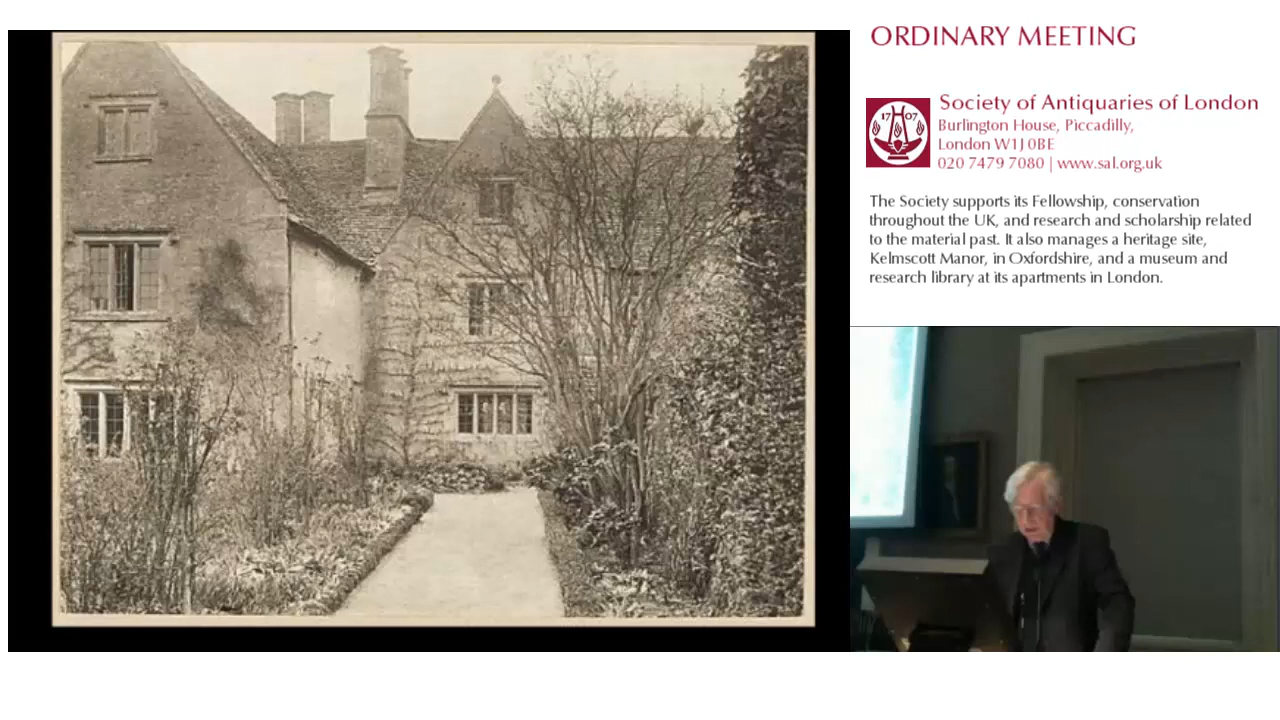 ORDINARY MEETING
Society of Antiquaries of London
Burlington House, Piccadilly,
London W1J 0BE
020 7479 7080 | www.sal.org.uk
17 07
The Society supports its Fellowship, conservation
throughout the UK, and research and scholarship related
to the material past. It also manages a heritage site,
Kelmscott Manor, in Oxfordshire, and a museum and
research library at its apartments in London.